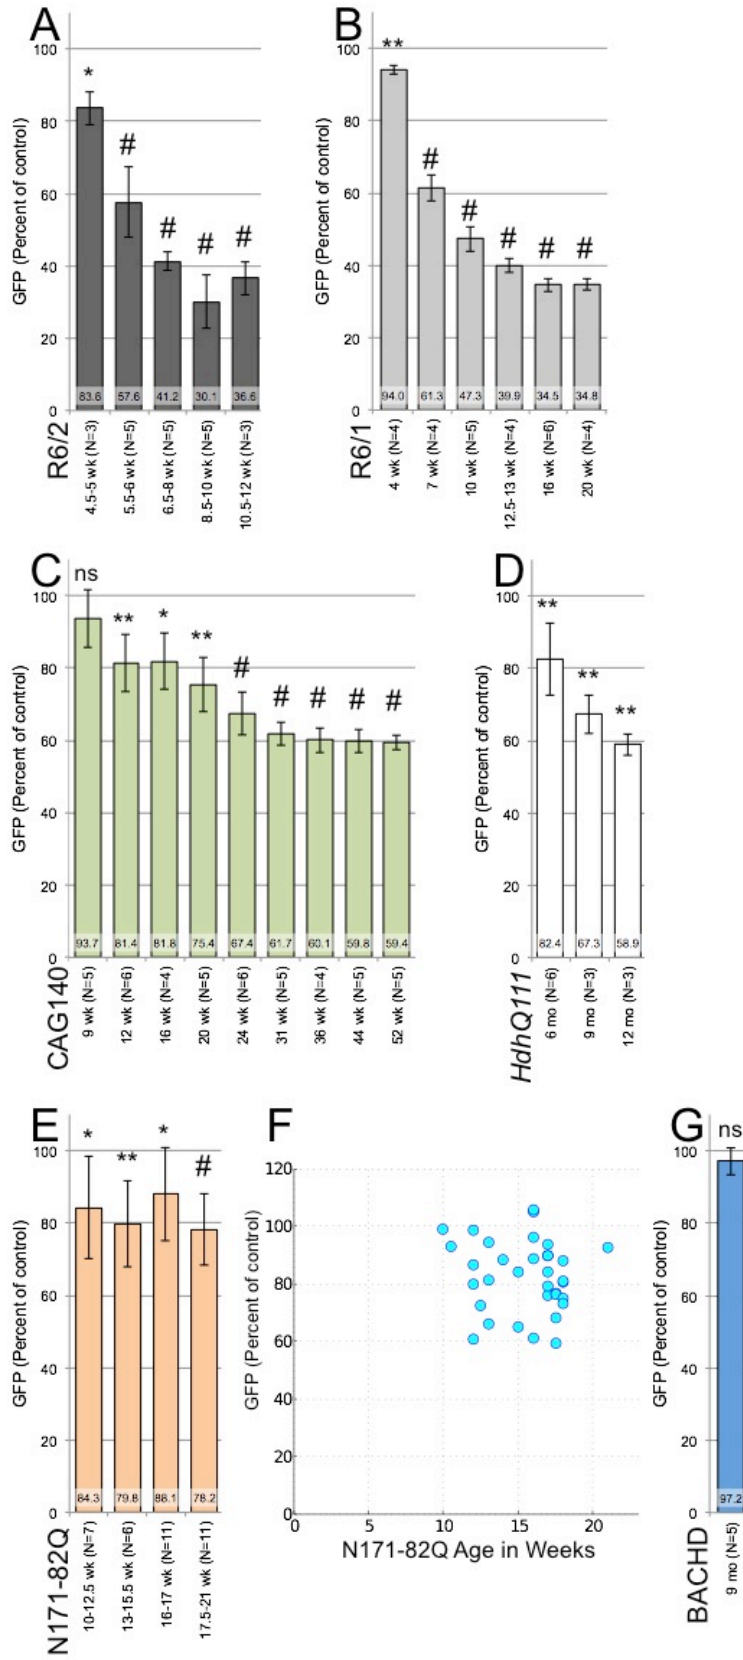 A
GFP (Percent of control)
100
80
60
40
20
0
*
#
#
#
#
83.6
57.6
41.2
30.1
36.6
4.5-5 wk (N=3)
5.5-6 wk (N=5)
6.5-8 wk (N=5)
8.5-10 wk (N=5)
10.5-12 wk (N=3)
R6/2
B
GFP (Percent of control)
100
80
60
40
20
0
**
#
#
#
#
#
94.0
61.3
47.3
39.9
34.5
34.8
4 wk (N=4)
7 wk (N=4)
10 wk (N=5)
12.5-13 wk (N=4)
16 wk (N=6)
20 wk (N=4)
R6/1
C
GFP (Percent of control)
100
80
60
40
20
0
ns
**
*
**
#
#
#
#
#
93.7
81.4
81.8
75.4
67.4
61.7
60.1
59.8
59.4
9 wk (N=5)
12 wk (N=6)
16 wk (N=4)
20 wk (N=5)
24 wk (N=6)
31 wk (N=5)
36 wk (N=4)
44 wk (N=5)
52 wk (N=5)
CAG140
D
GFP (Percent of control)
100
80
60
40
20
0
**
**
**
82.4
67.3
58.9
6 mo (N=6)
9 mo (N=3)
12 mo (N=3)
HdhQ111
E
GFP (Percent of control)
100
80
60
40
20
0
*
**
*
#
84.3
79.8
88.1
78.2
10-12.5 wk (N=7)
13-15.5 wk (N=6)
16-17 wk (N=11)
17.5-21 wk (N=11)
N171-82Q
F
GFP (Percent of control)
120
100
80
60
40
20
0
0 5 10 15 20
N171-82Q Age in Weeks
G
GFP (Percent of control)
100
80
60
40
20
0
ns
97.2
9 mo (N=5)
BACHD